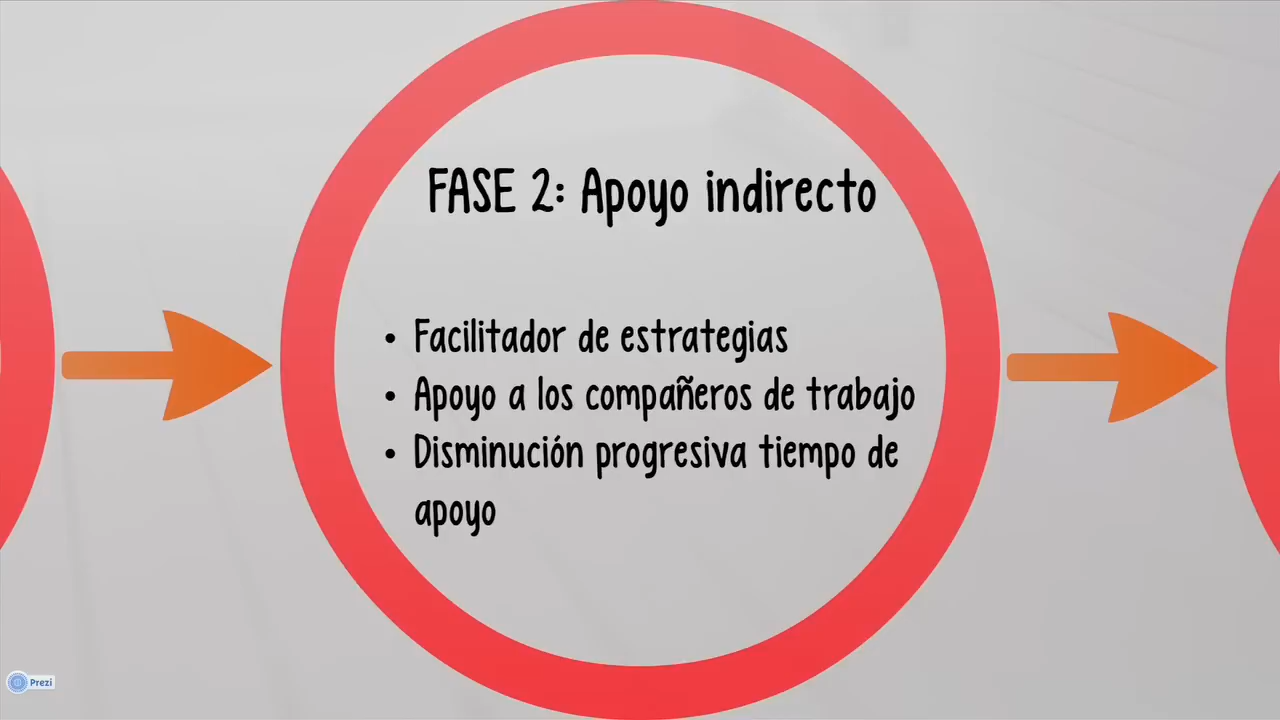 FASE 2: Apoyo indirecto
• Facilitador de estrategias
• Apoyo a los compañeros de trabajo
• Disminución progresiva tiempo de
apoyo
Prezi